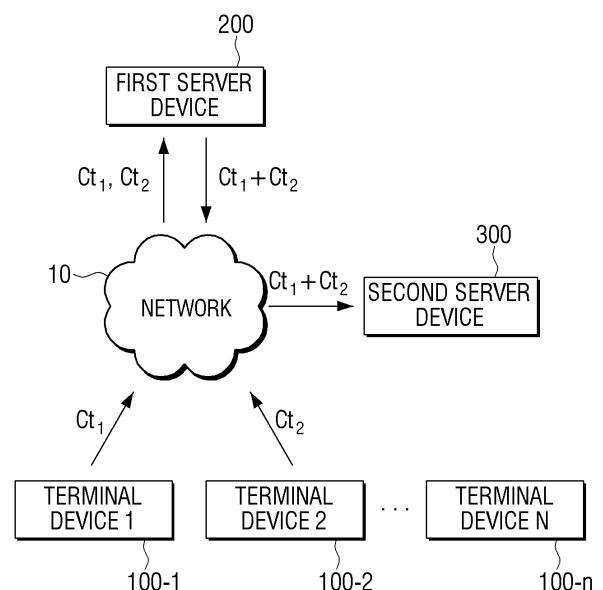 200
FIRST SERVER
DEVICE
Ct₁, Ct₂
Ct₁+Ct₂
10
NETWORK
Ct₁+Ct₂
300
SECOND SERVER
DEVICE
Ct₁
Ct₂
TERMINAL
DEVICE 1
TERMINAL
DEVICE 2
...
TERMINAL
DEVICE N
100-1
100-2
100-n